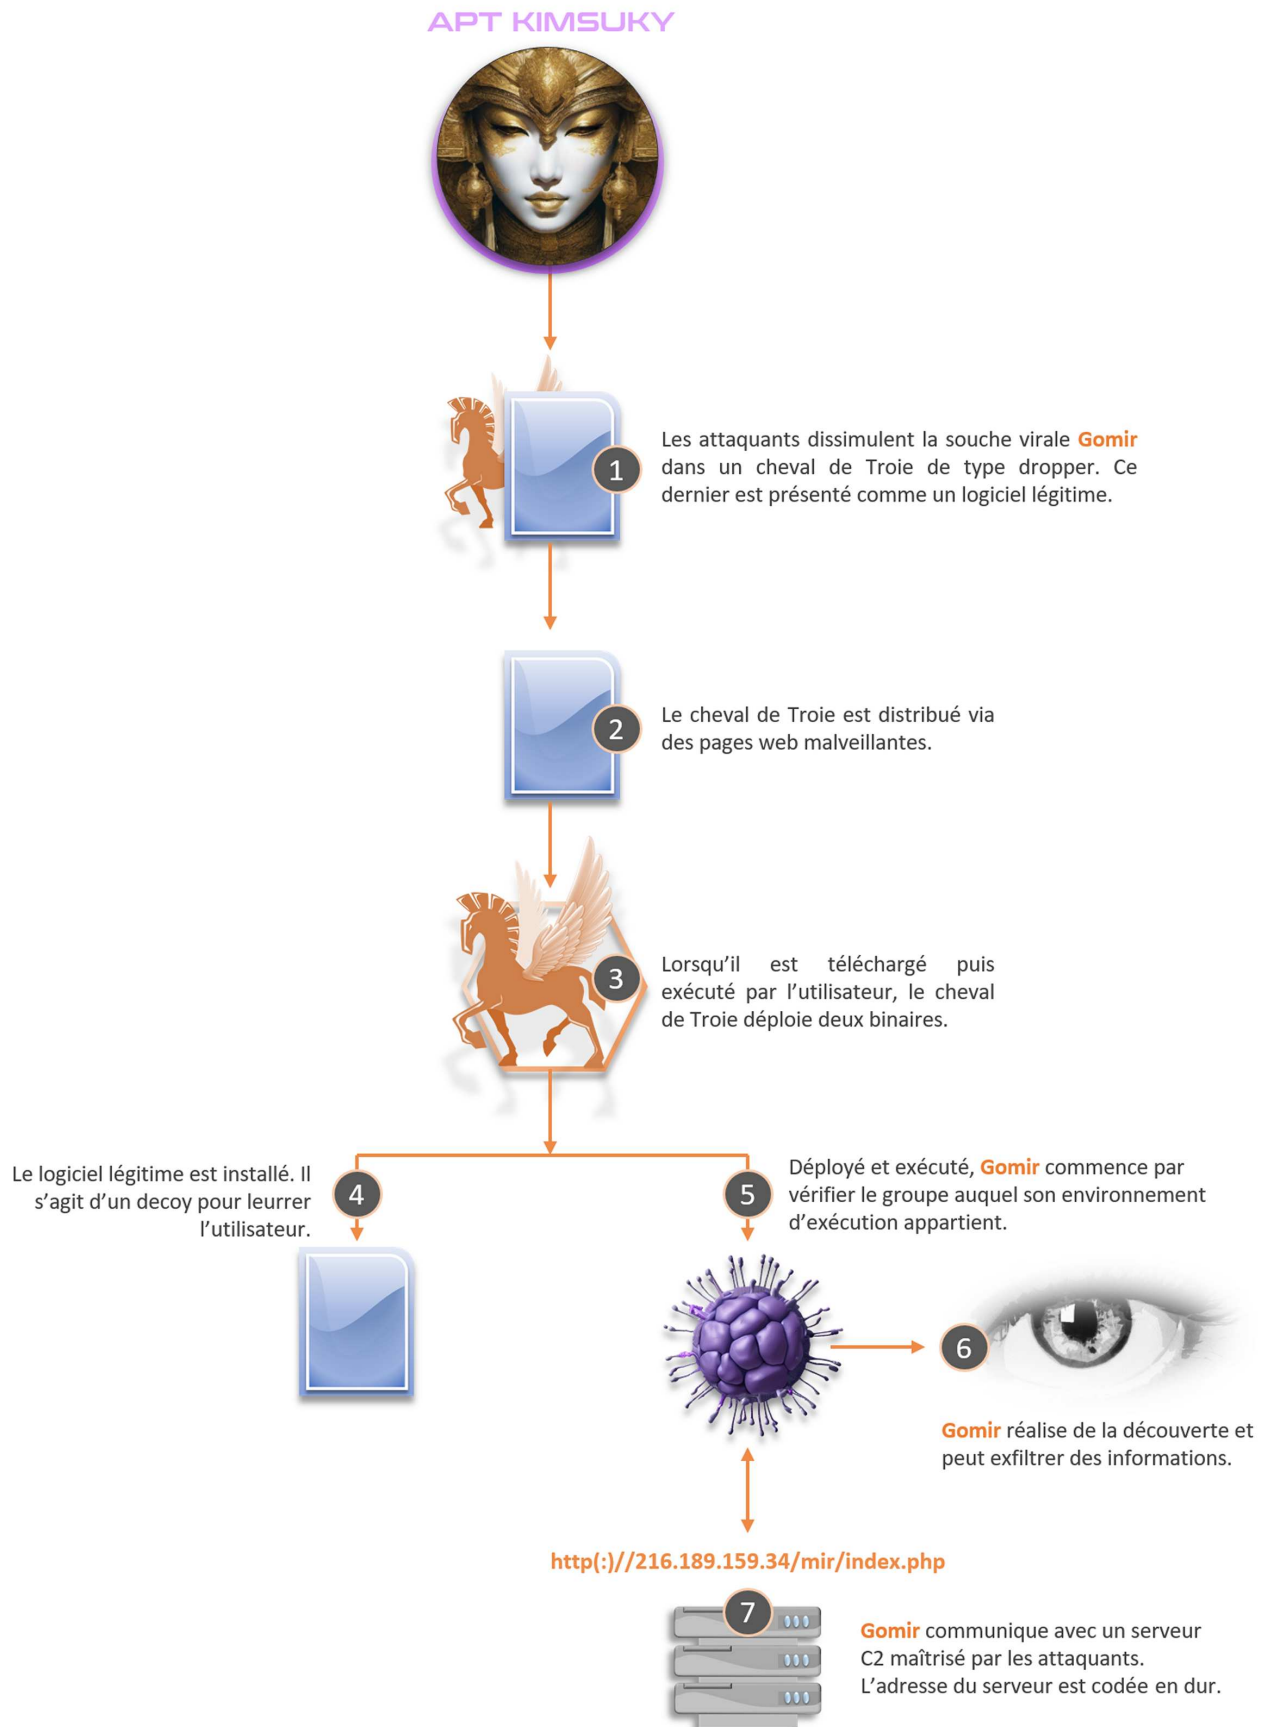 APT KIMSUKY
1
Les attaquants dissimulent la souche virale Gomir
dans un cheval de Troie de type dropper. Ce
dernier est présenté comme un logiciel légitime.
2
Le cheval de Troie est distribué via
des pages web malveillantes.
3
Lorsqu’il est téléchargé puis
exécuté par l’utilisateur, le cheval
de Troie déploie deux binaires.
Le logiciel légitime est installé. Il
s’agit d’un decoy pour leurrer
l’utilisateur.
4
5
Déployé et exécuté, Gomir commence par
vérifier le groupe auquel son environnement
d’exécution appartient.
6
Gomir réalise de la découverte et
peut exfiltrer des informations.
http(:)//216.189.159.34/mir/index.php
7
Gomir communique avec un serveur
C2 maîtrisé par les attaquants.
L’adresse du serveur est codée en dur.